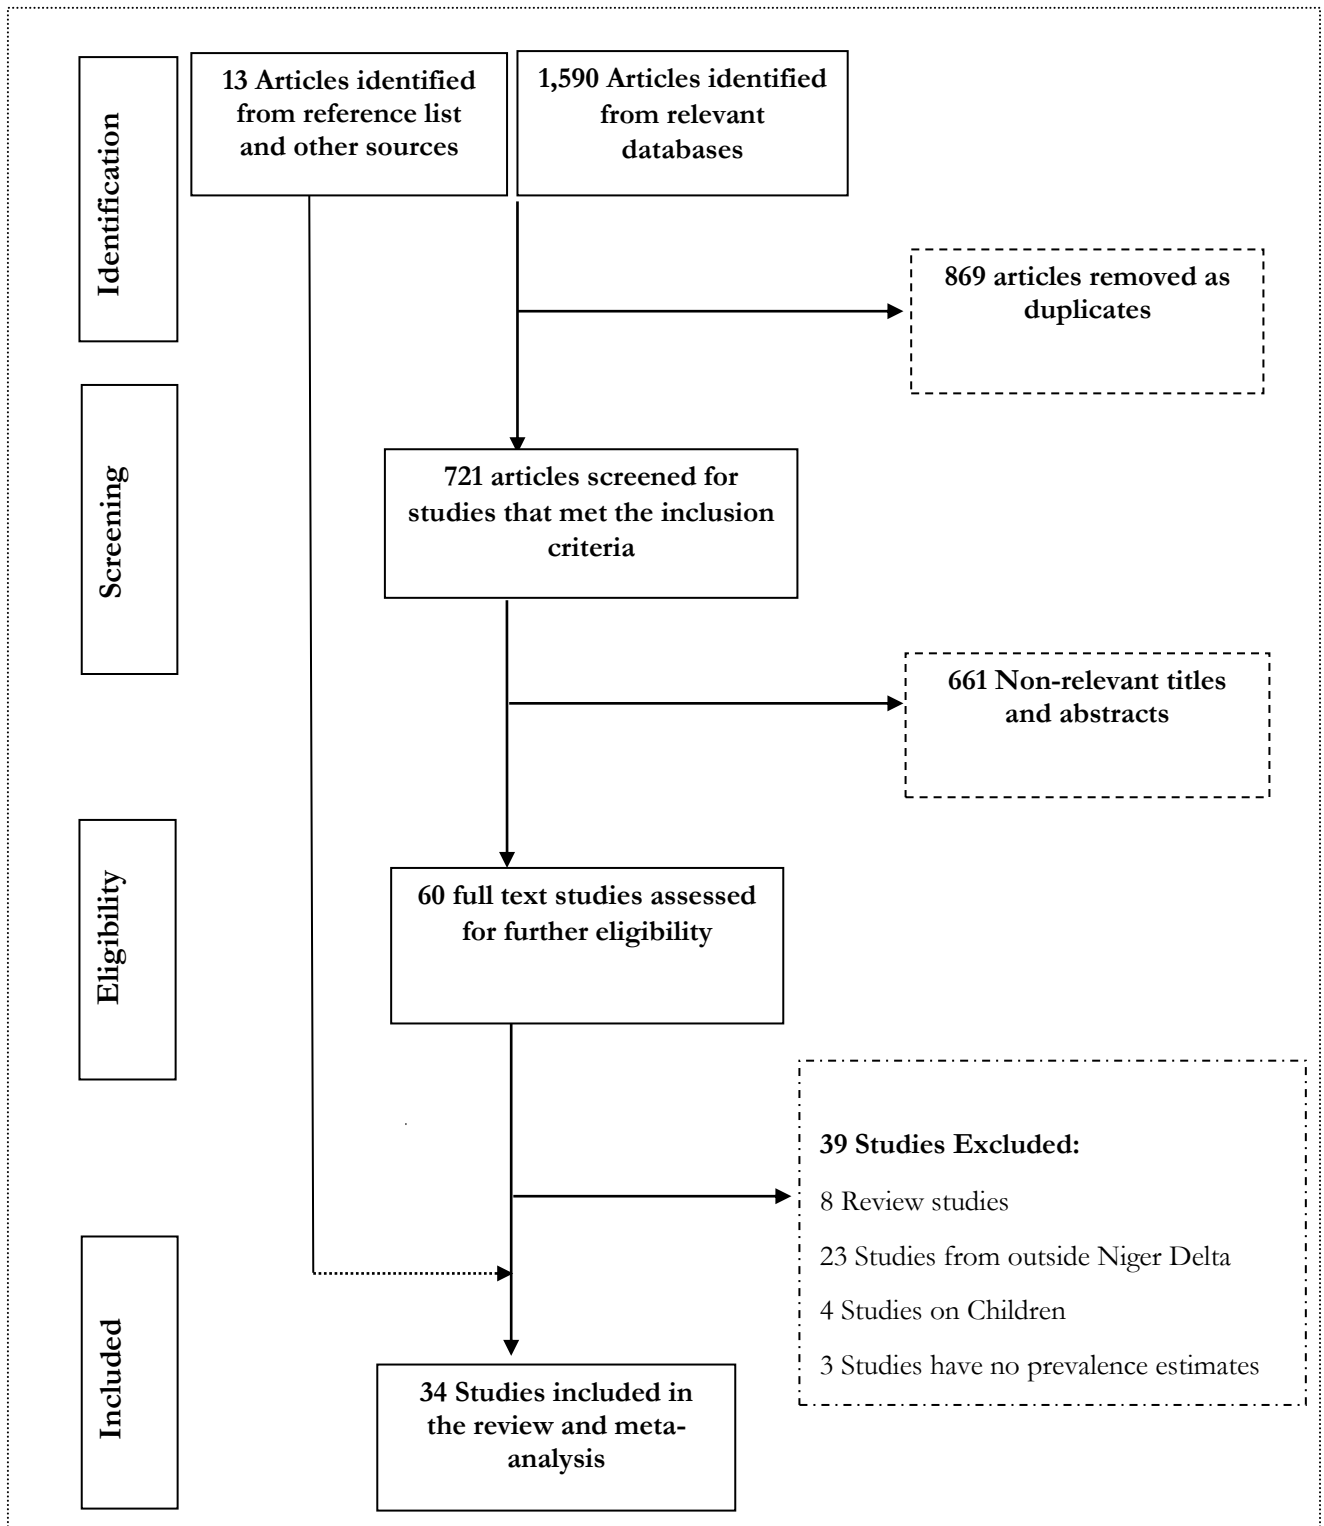 Identification
13 Articles identified
from reference list
and other sources
1,590 Articles identified
from relevant
databases
869 articles removed as
duplicates
Screening
721 articles screened for
studies that met the inclusion
criteria
661 Non-relevant titles
and abstracts
Eligibility
60 full text studies assessed
for further eligibility
39 Studies Excluded:
8 Review studies
23 Studies from outside Niger Delta
4 Studies on Children
3 Studies have no prevalence estimates
Included
34 Studies included in
the review and meta-
analysis